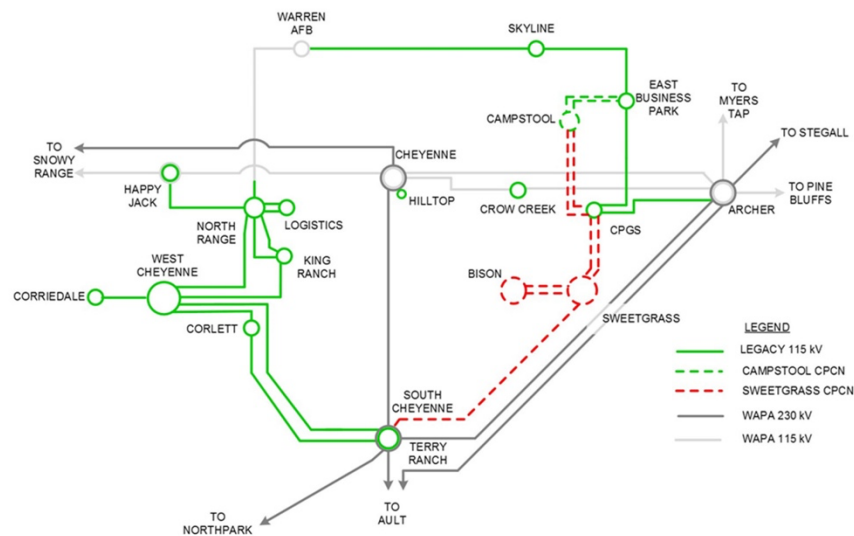 WARREN
AFB
SKYLINE
EAST
BUSINESS
PARK
TO
MYERS
TAP
CAMPSTOOL
TO STEGALL
TO
SNOWY
RANGE
CHEYENNE
HAPPY
JACK
HILLTOP
CROW CREEK
TO PINE
BLUFFS
ARCHER
NORTH
RANGE
LOGISTICS
CPGS
KING
RANCH
WEST
CHEYENNE
BISON
CORRIEDALE
SWEETGRASS
CORLETT
LEGEND
LEGACY 115 kV
CAMPSTOOL CPCN
SWEETGRASS CPCN
WAPA 230 kV
WAPA 115 kV
SOUTH
CHEYENNE
TERRY
RANCH
TO
AULT
TO
NORTHPARK